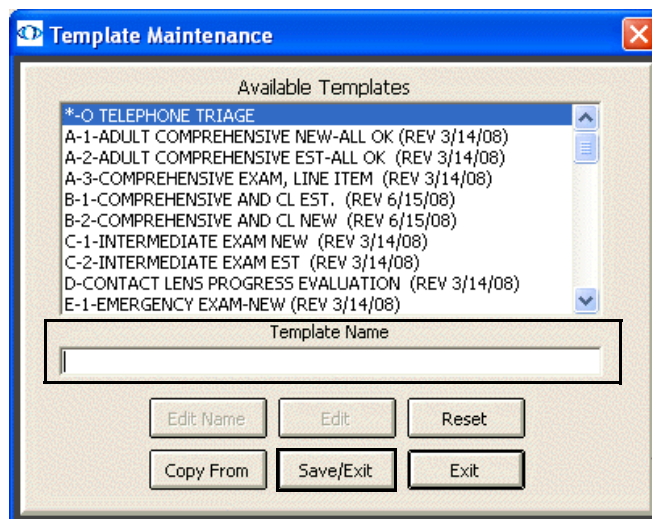 Template Maintenance
Available Templates
*-O TELEPHONE TRIAGE
A-1-ADULT COMPREHENSIVE NEW-ALL OK (REV 3/14/08)
A-2-ADULT COMPREHENSIVE EST-ALL OK (REV 3/14/08)
A-3-COMPREHENSIVE EXAM, LINE ITEM (REV 3/14/08)
B-1-COMPREHENSIVE AND CL EST. (REV 6/15/08)
B-2-COMPREHENSIVE AND CL NEW (REV 6/15/08)
C-1-INTERMEDIATE EXAM NEW (REV 3/14/08)
C-2-INTERMEDIATE EXAM EST (REV 3/14/08)
D-CONTACT LENS PROGRESS EVALUATION (REV 3/14/08)
E-1-EMERGENCY EXAM-NEW (REV 3/14/08)
Template Name
Edit Name Edit Reset
Copy From Save/Exit Exit